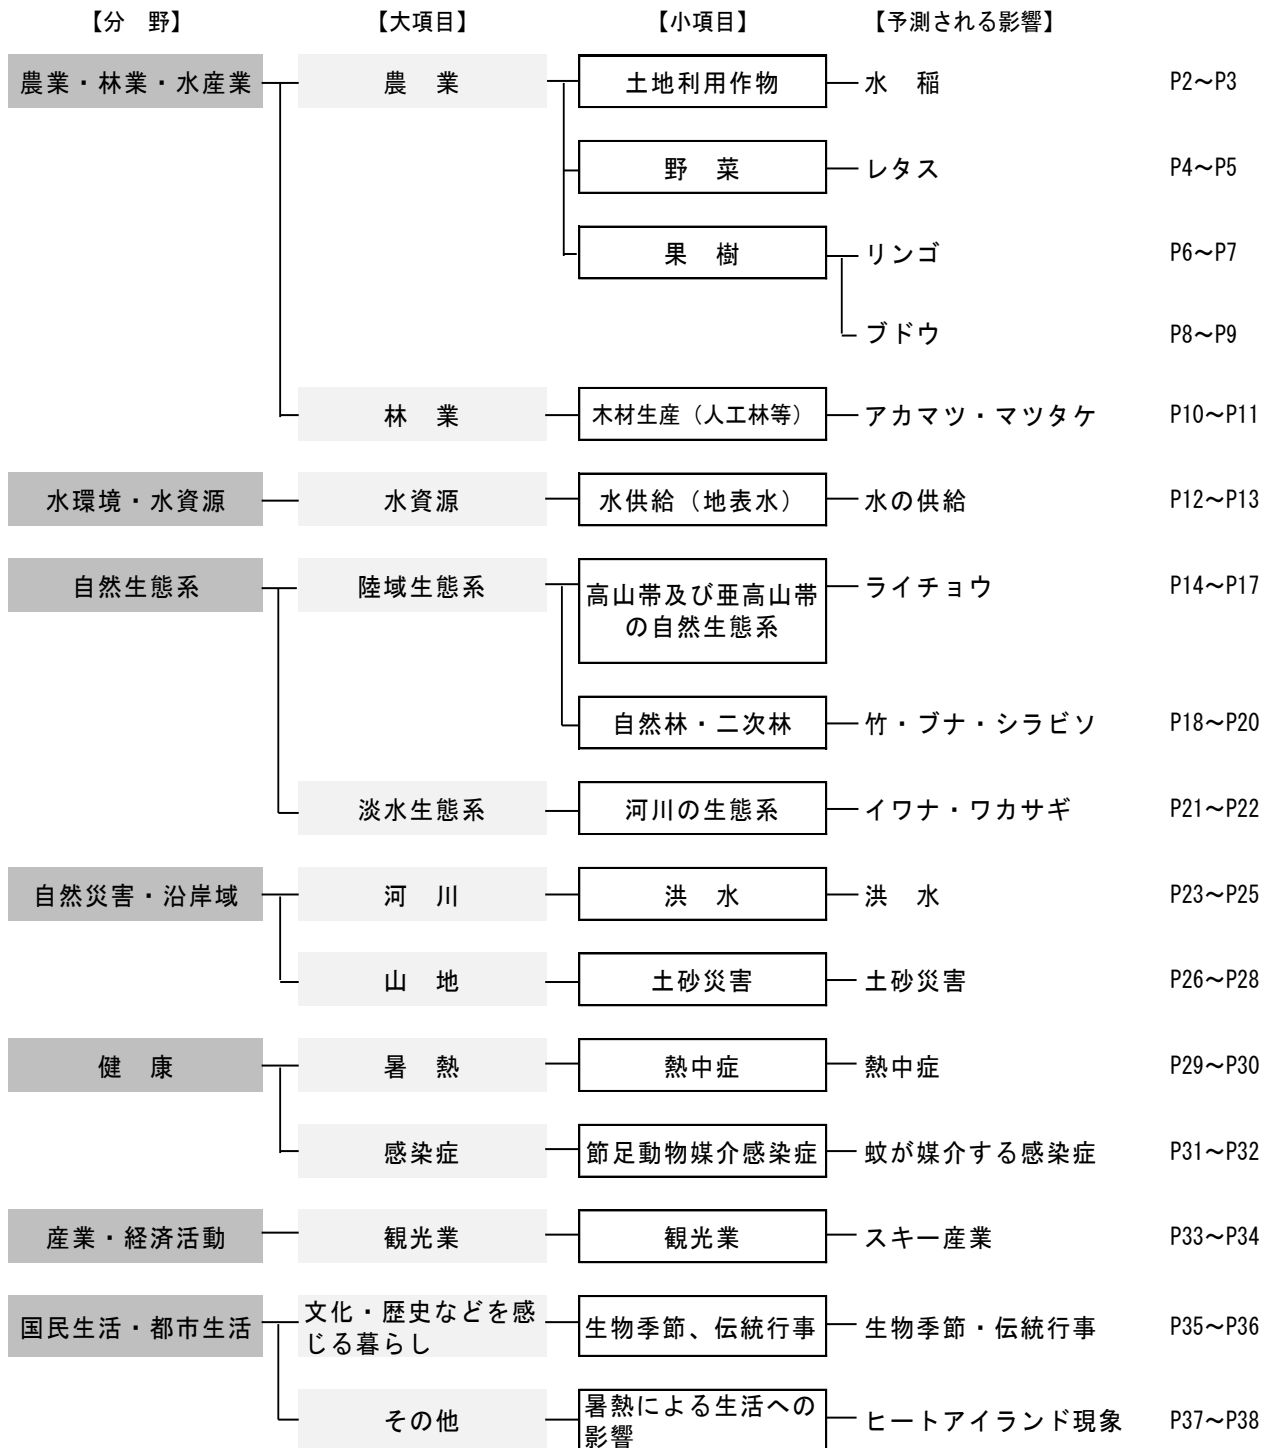 【分　野】 【大項目】 【小項目】 【予測される影響】
農業・林業・水産業 農　業 土地利用作物 水　稲 P2～P3
野　菜 レタス P4～P5
果　樹 リンゴ P6～P7
ブドウ P8～P9
林　業 木材生産（人工林等） アカマツ・マツタケ P10～P11
水環境・水資源 水資源 水供給（地表水） 水の供給 P12～P13
自然生態系 陸域生態系 高山帯及び亜高山帯 ライチョウ P14～P17
の自然生態系
自然林・二次林 竹・ブナ・シラビソ P18～P20
淡水生態系 河川の生態系 イワナ・ワカサギ P21～P22
自然災害・沿岸域 河　川 洪　水 洪　水 P23～P25
山　地 土砂災害 土砂災害 P26～P28
健　康 暑　熱 熱中症 熱中症 P29～P30
感染症 節足動物媒介感染症 蚊が媒介する感染症 P31～P32
産業・経済活動 観光業 観光業 スキー産業 P33～P34
国民生活・都市生活 文化・歴史などを感 生物季節、伝統行事 生物季節・伝統行事 P35～P36
じる暮らし
その他 暑熱による生活への ヒートアイランド現象 P37～P38
影響